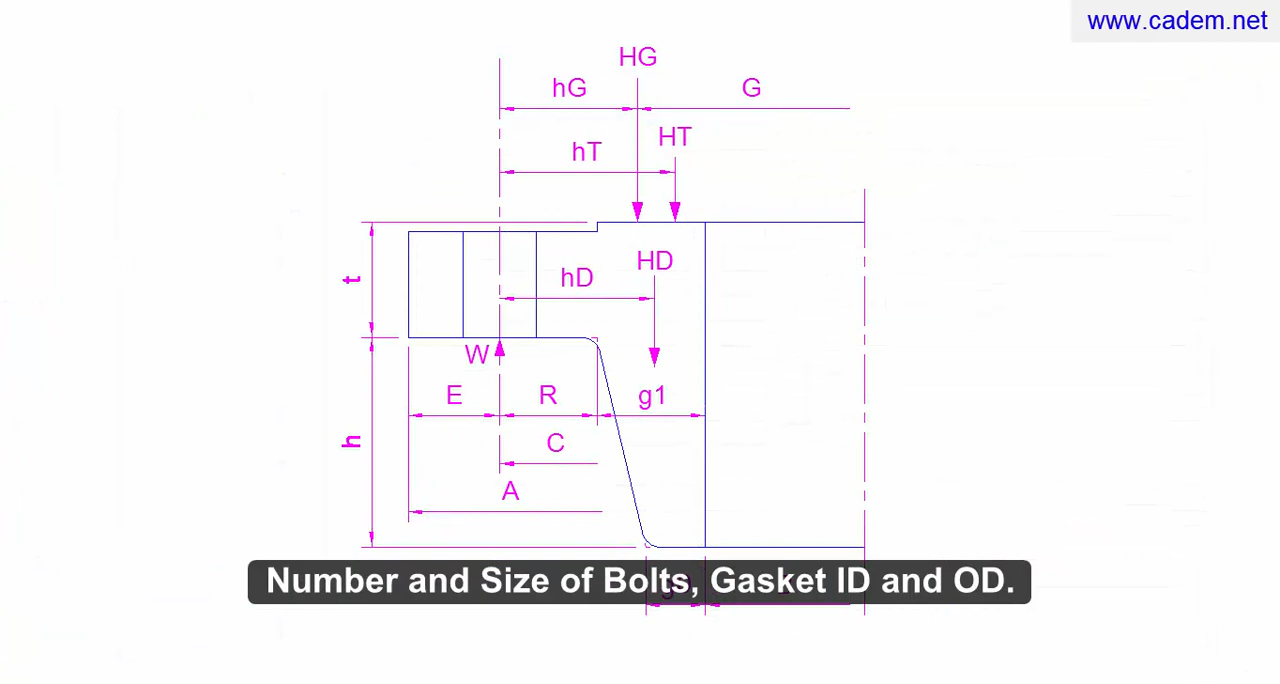 www.cadem.net
HG
hG
G
HT
hT
HD
hD
t
W
E
R
g1
h
C
A
Number and Size of Bolts, Gasket ID and OD.